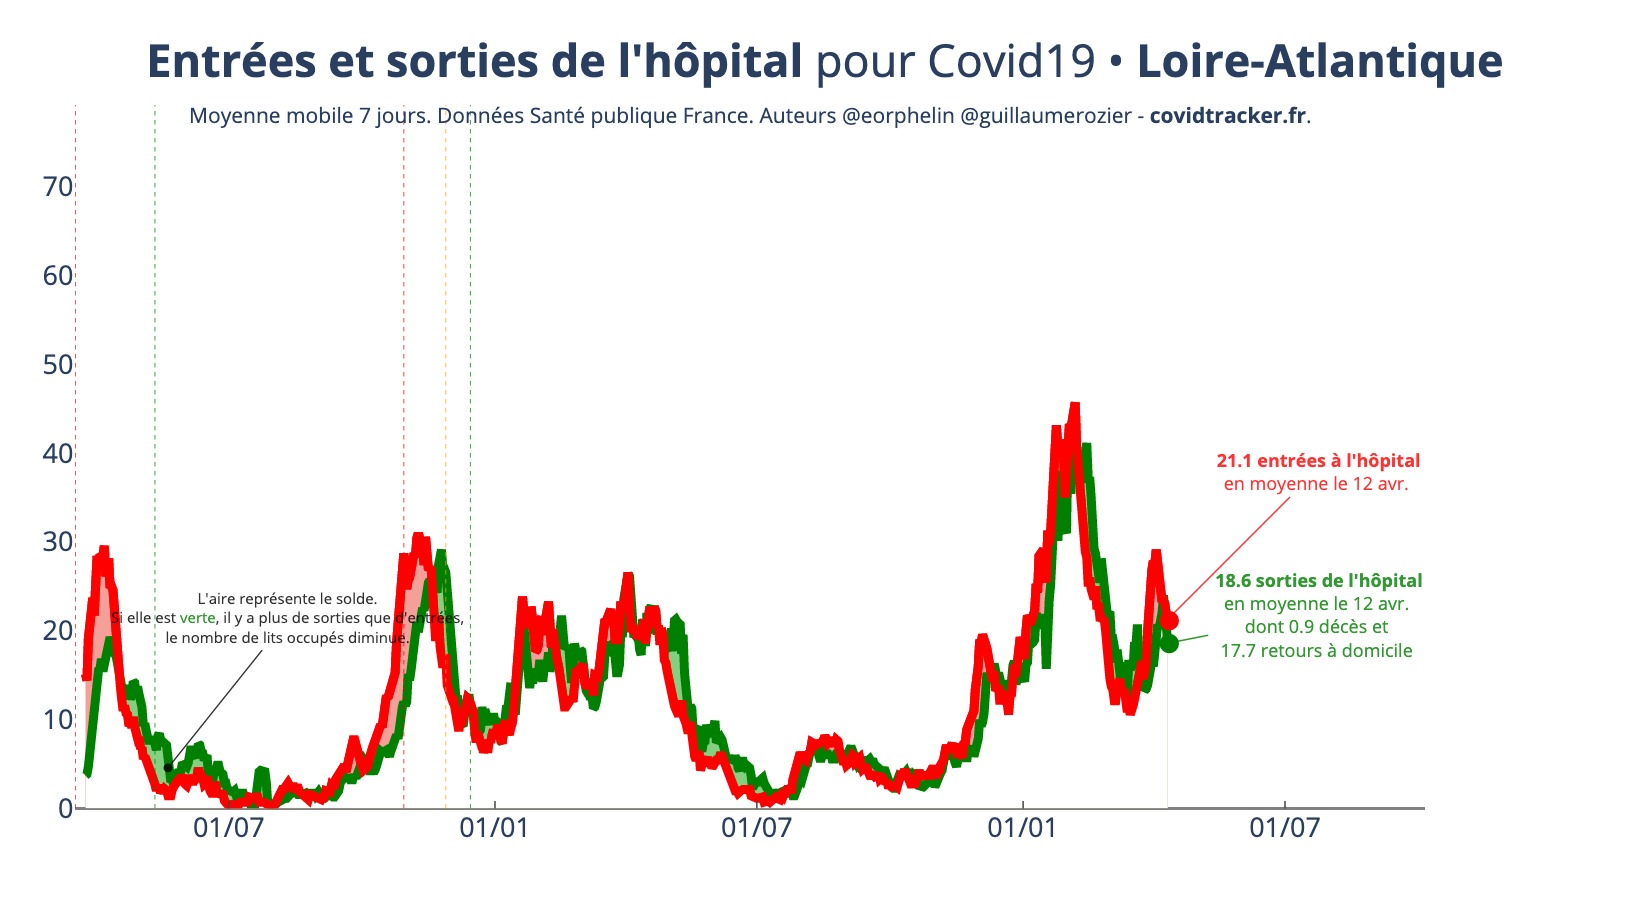 Entrées et sorties de l'hôpital pour Covid19 • Loire-Atlantique
Moyenne mobile 7 jours. Données Santé publique France. Auteurs @eorphelin @guillaumerozier - covidtracker.fr.
70
60
50
40
30
20
10
0
L'aire représente le solde.
Si elle est verte, il y a plus de sorties que d'entrées,
le nombre de lits occupés diminue.
21.1 entrées à l'hôpital
en moyenne le 12 avr.
18.6 sorties de l'hôpital
en moyenne le 12 avr.
dont 0.9 décès et
17.7 retours à domicile
01/07
01/01
01/07
01/01
01/07